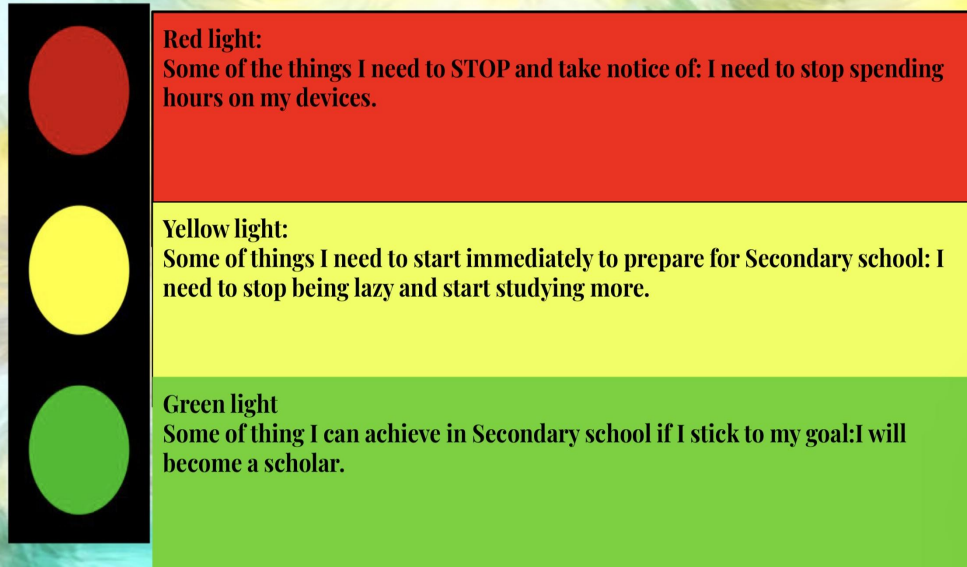 Red light:
Some of the things I need to STOP and take notice of: I need to stop spending
hours on my devices.
Yellow light:
Some of things I need to start immediately to prepare for Secondary school: I
need to stop being lazy and start studying more.
Green light
Some of thing I can achieve in Secondary school if I stick to my goal:I will
become a scholar.